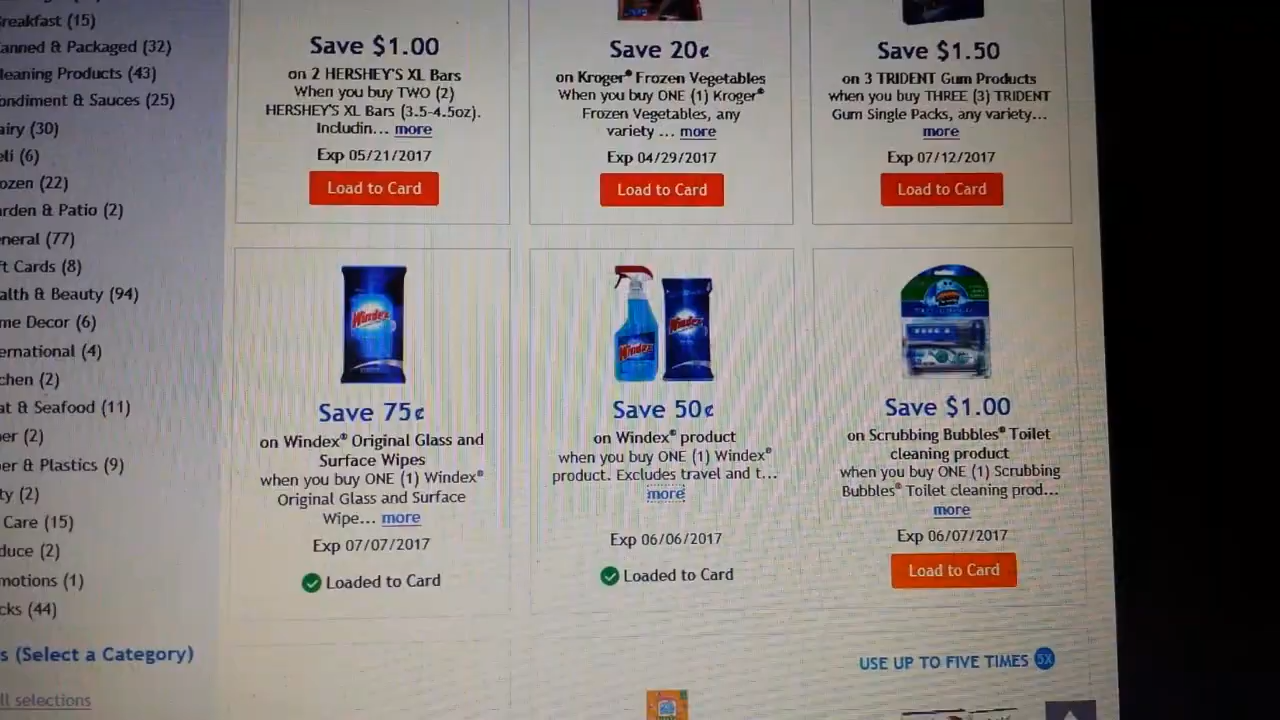 reakfast (15)
anned & Packaged (32)
leaning Products (43)
ondiment & Sauces (25)
airy (30)
eli (6)
ozen (22)
arden & Patio (2)
neral (77)
ft Cards (8)
alth & Beauty (94)
me Decor (6)
ernational (4)
chen (2)
at & Seafood (11)
er (2)
er & Plastics (9)
ty (2)
Care (15)
duce (2)
motions (1)
cks (44)
s (Select a Category)
ll selections
Save $1.00
on 2 HERSHEY'S XL Bars
When you buy TWO (2)
HERSHEY'S XL Bars (3.5-4.5oz).
Includin... more
Exp 05/21/2017
Load to Card
Save 20¢
on Kroger® Frozen Vegetables
When you buy ONE (1) Kroger®
Frozen Vegetables, any
variety ... more
Exp 04/29/2017
Load to Card
Save $1.50
on 3 TRIDENT Gum Products
when you buy THREE (3) TRIDENT
Gum Single Packs, any variety...
more
Exp 07/12/2017
Load to Card
Windex
Save 75¢
on Windex® Original Glass and
Surface Wipes
when you buy ONE (1) Windex®
Original Glass and Surface
Wipe... more
Exp 07/07/2017
Loaded to Card
Windex
Windex
Save 50¢
on Windex® product
when you buy ONE (1) Windex®
product. Excludes travel and t...
more
Exp 06/06/2017
Loaded to Card
Save $1.00
on Scrubbing Bubbles® Toilet
cleaning product
when you buy ONE (1) Scrubbing
Bubbles® Toilet cleaning prod...
more
Exp 06/07/2017
Load to Card
USE UP TO FIVE TIMES 5X